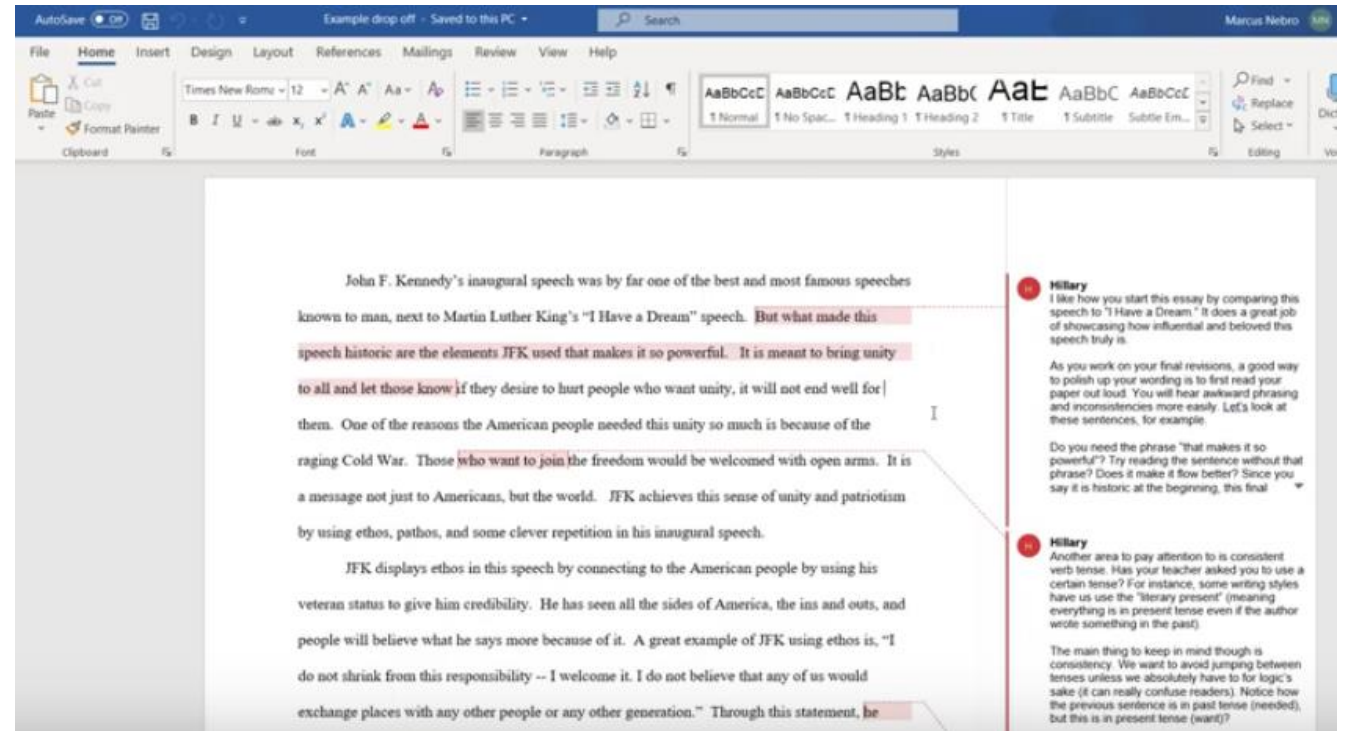 AutoSave Off Example drop off - Saved to this PC Search Marcus Nebro MN
File Home Insert Design Layout References Mailings Review View Help
Paste
Cut
Copy
Format Painter
Clipboard
Times New Roma 12
B I U
Font
Paragraph
AaBbCcC AaBbCcC AaBb AaBb( Aab AaBbC AaBbCcC
1 Normal 1 No Spac... 1 Heading 1 1 Heading 2 1 Title 1 Subtitle Subtle Em...
Styles
Find
Replace
Select
Editing
Dict
John F. Kennedy's inaugural speech was by far one of the best and most famous speeches
known to man, next to Martin Luther King's “I Have a Dream” speech. But what made this
speech historic are the elements JFK used that makes it so powerful. It is meant to bring unity
to all and let those know if they desire to hurt people who want unity, it will not end well for
them. One of the reasons the American people needed this unity so much is because of the
raging Cold War. Those who want to join the freedom would be welcomed with open arms. It is
a message not just to Americans, but the world. JFK achieves this sense of unity and patriotism
by using ethos, pathos, and some clever repetition in his inaugural speech.
JFK displays ethos in this speech by connecting to the American people by using his
veteran status to give him credibility. He has seen all the sides of America, the ins and outs, and
people will believe what he says more because of it. A great example of JFK using ethos is, “I
do not shrink from this responsibility -- I welcome it. I do not believe that any of us would
exchange places with any other people or any other generation.” Through this statement, he
H Hillary
I like how you start this essay by comparing this
speech to "I Have a Dream." It does a great job
of showcasing how influential and beloved this
speech truly is.
As you work on your final revisions, a good way
to polish up your wording is to first read your
paper out loud. You will hear awkward phrasing
and inconsistencies more easily. Let's look at
these sentences, for example.
Do you need the phrase "that makes it so
powerful"? Try reading the sentence without that
phrase? Does it make it flow better? Since you
say it is historic at the beginning, this final
H Hillary
Another area to pay attention to is consistent
verb tense. Has your teacher asked you to use a
certain tense? For instance, some writing styles
have us use the "literary present" (meaning
everything is in present tense even if the author
wrote something in the past).
The main thing to keep in mind though is
consistency. We want to avoid jumping between
tenses unless we absolutely have to for logic's
sake (it can really confuse readers). Notice how
the previous sentence is in past tense (needed),
but this is in present tense (want)?